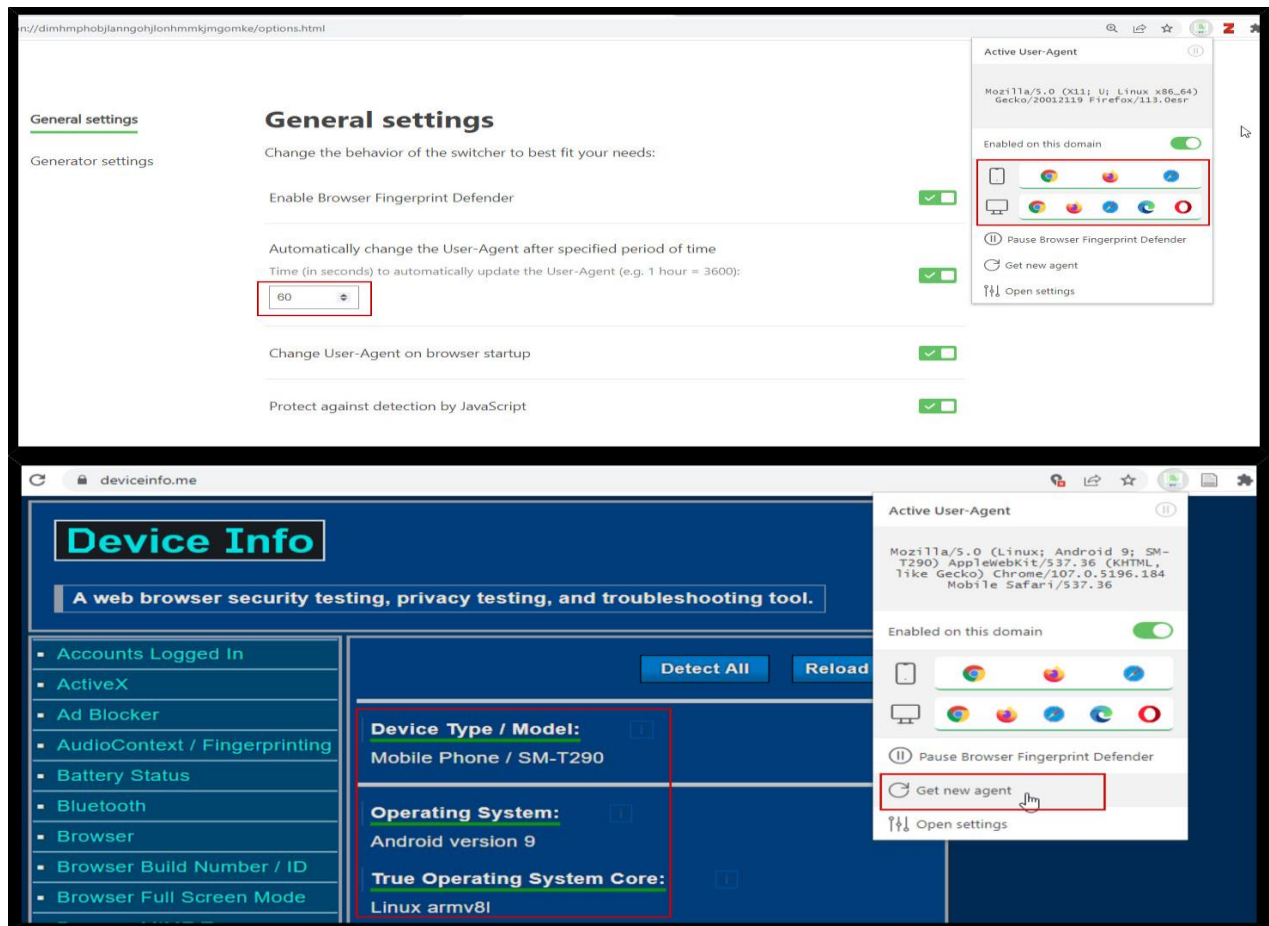 n://dimhmphobjlanngohjlonhmmkjmgomke/options.html
Active User-Agent
Mozilla/5.0 (X11; U; Linux x86_64)
Gecko/20012119 Firefox/113.0esr
Enabled on this domain
Pause Browser Fingerprint Defender
Get new agent
Open settings
General settings
Generator settings
General settings
Change the behavior of the switcher to best fit your needs:
Enable Browser Fingerprint Defender
Automatically change the User-Agent after specified period of time
Time (in seconds) to automatically update the User-Agent (e.g. 1 hour = 3600):
60
Change User-Agent on browser startup
Protect against detection by JavaScript
deviceinfo.me
Device Info
A web browser security testing, privacy testing, and troubleshooting tool.
Accounts Logged In
ActiveX
Ad Blocker
AudioContext / Fingerprinting
Battery Status
Bluetooth
Browser
Browser Build Number / ID
Browser Full Screen Mode
Detect All
Reload
Device Type / Model:
Mobile Phone / SM-T290
Operating System:
Android version 9
True Operating System Core:
Linux armv8l
Active User-Agent
Mozilla/5.0 (Linux; Android 9; SM-
T290) AppleWebKit/537.36 (KHTML,
like Gecko) Chrome/107.0.5196.184
Mobile Safari/537.36
Enabled on this domain
Pause Browser Fingerprint Defender
Get new agent
Open settings